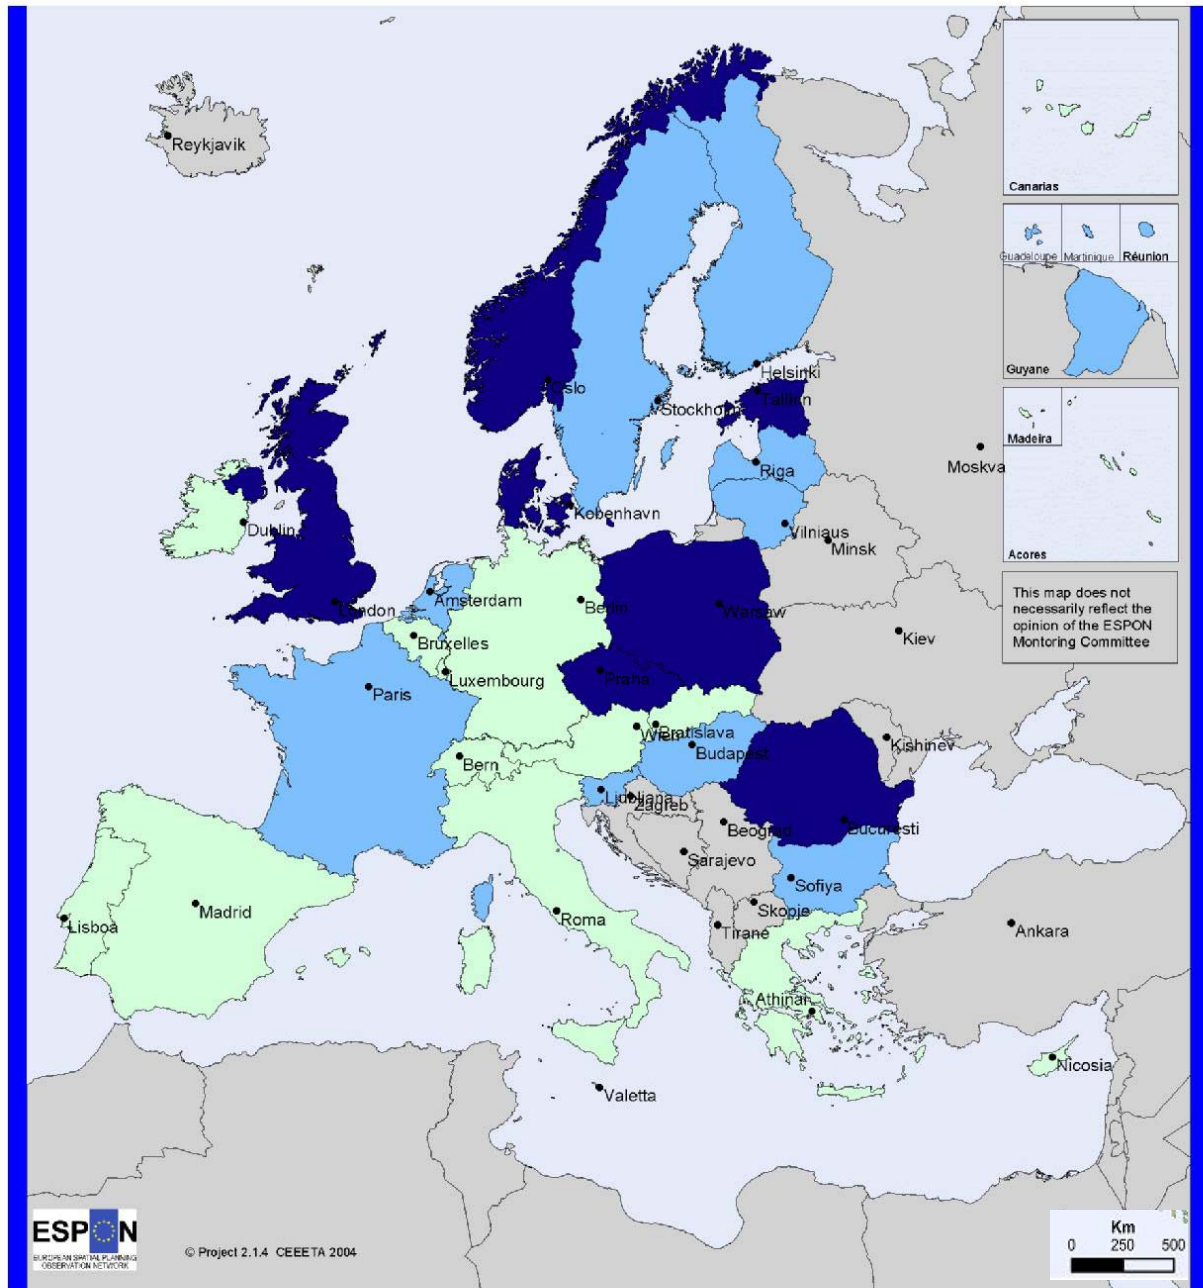 Reykjavik
Canarias
Guadeloupe
Martinique
Réunion
Guyane
Helsinki
Oslo
Tallinn
Stockholm
Madeira
Moskva
Riga
Kobenhavn
Dublin
Vilniaus
Minsk
Acores
This map does not
necessarily reflect the
opinion of the ESPON
Montoring Committee
Amsterdam
London
Berlin
Warsaw
Kiev
Bruxelles
Luxembourg
Praha
Paris
Wien
Bratislava
Budapest
Kishinev
Bern
Ljubljana
Zagreb
Beograd
Bucuresti
Sarajevo
Sofiya
Madrid
Lisboa
Roma
Skopje
Tirane
Ankara
Athinai
Nicosia
Valetta
ESPON
EUROPEAN SPATIAL PLANNING
OBSERVATION NETWORK
© Project 2.1.4 CEEETA 2004
Km
0 250 500